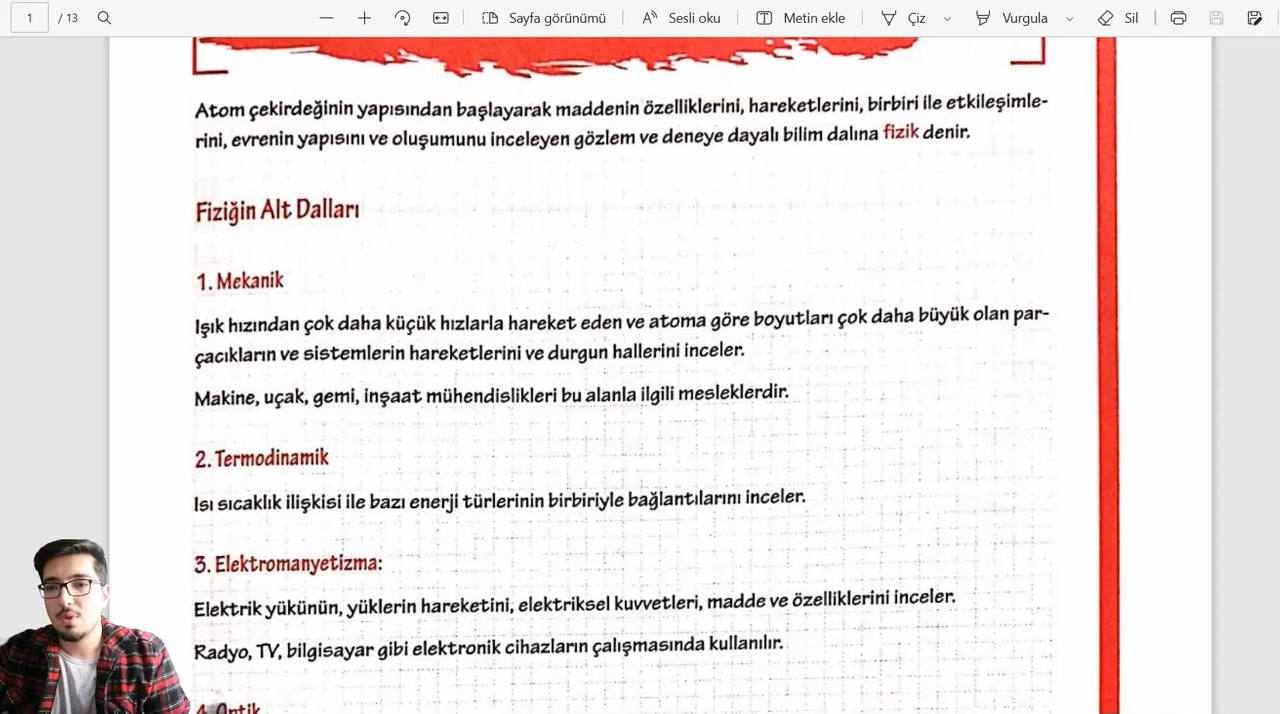 1 / 13 Sayfa görünümü Sesli oku Metin ekle Çiz Vurgula Sil
Atom çekirdeğinin yapısından başlayarak maddenin özelliklerini, hareketlerini, birbiri ile etkileşimle-
rini, evrenin yapısını ve oluşumunu inceleyen gözlem ve deneye dayalı bilim dalına fizik denir.
Fiziğin Alt Dalları
1. Mekanik
Işık hızından çok daha küçük hızlarla hareket eden ve atoma göre boyutları çok daha büyük olan par-
çacıkların ve sistemlerin hareketlerini ve durgun hallerini inceler.
Makine, uçak, gemi, inşaat mühendislikleri bu alanla ilgili mesleklerdir.
2. Termodinamik
Isı sıcaklık ilişkisi ile bazı enerji türlerinin birbiriyle bağlantılarını inceler.
3. Elektromanyetizma:
Elektrik yükünün, yüklerin hareketini, elektriksel kuvvetleri, madde ve özelliklerini inceler.
Radyo, TV, bilgisayar gibi elektronik cihazların çalışmasında kullanılır.
4. Optik